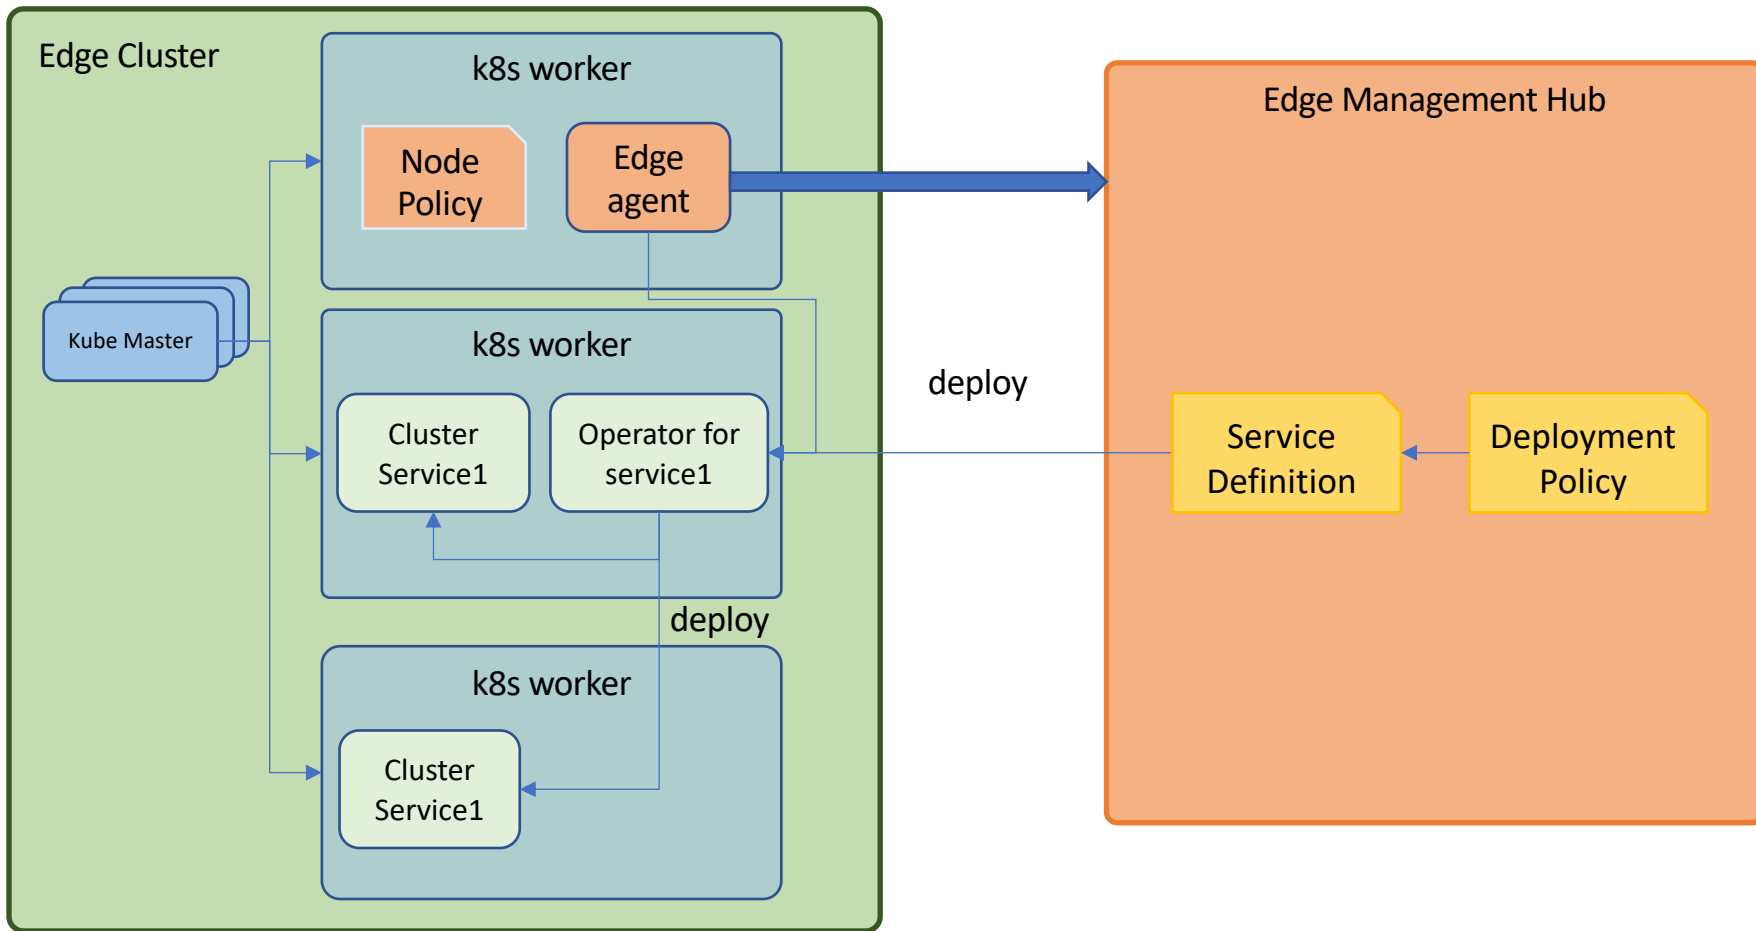 Edge Cluster
k8s worker
Node
Policy
Edge
agent
Edge Management Hub
Kube Master
k8s worker
Cluster
Service1
Operator for
service1
deploy
Service
Definition
Deployment
Policy
deploy
k8s worker
Cluster
Service1